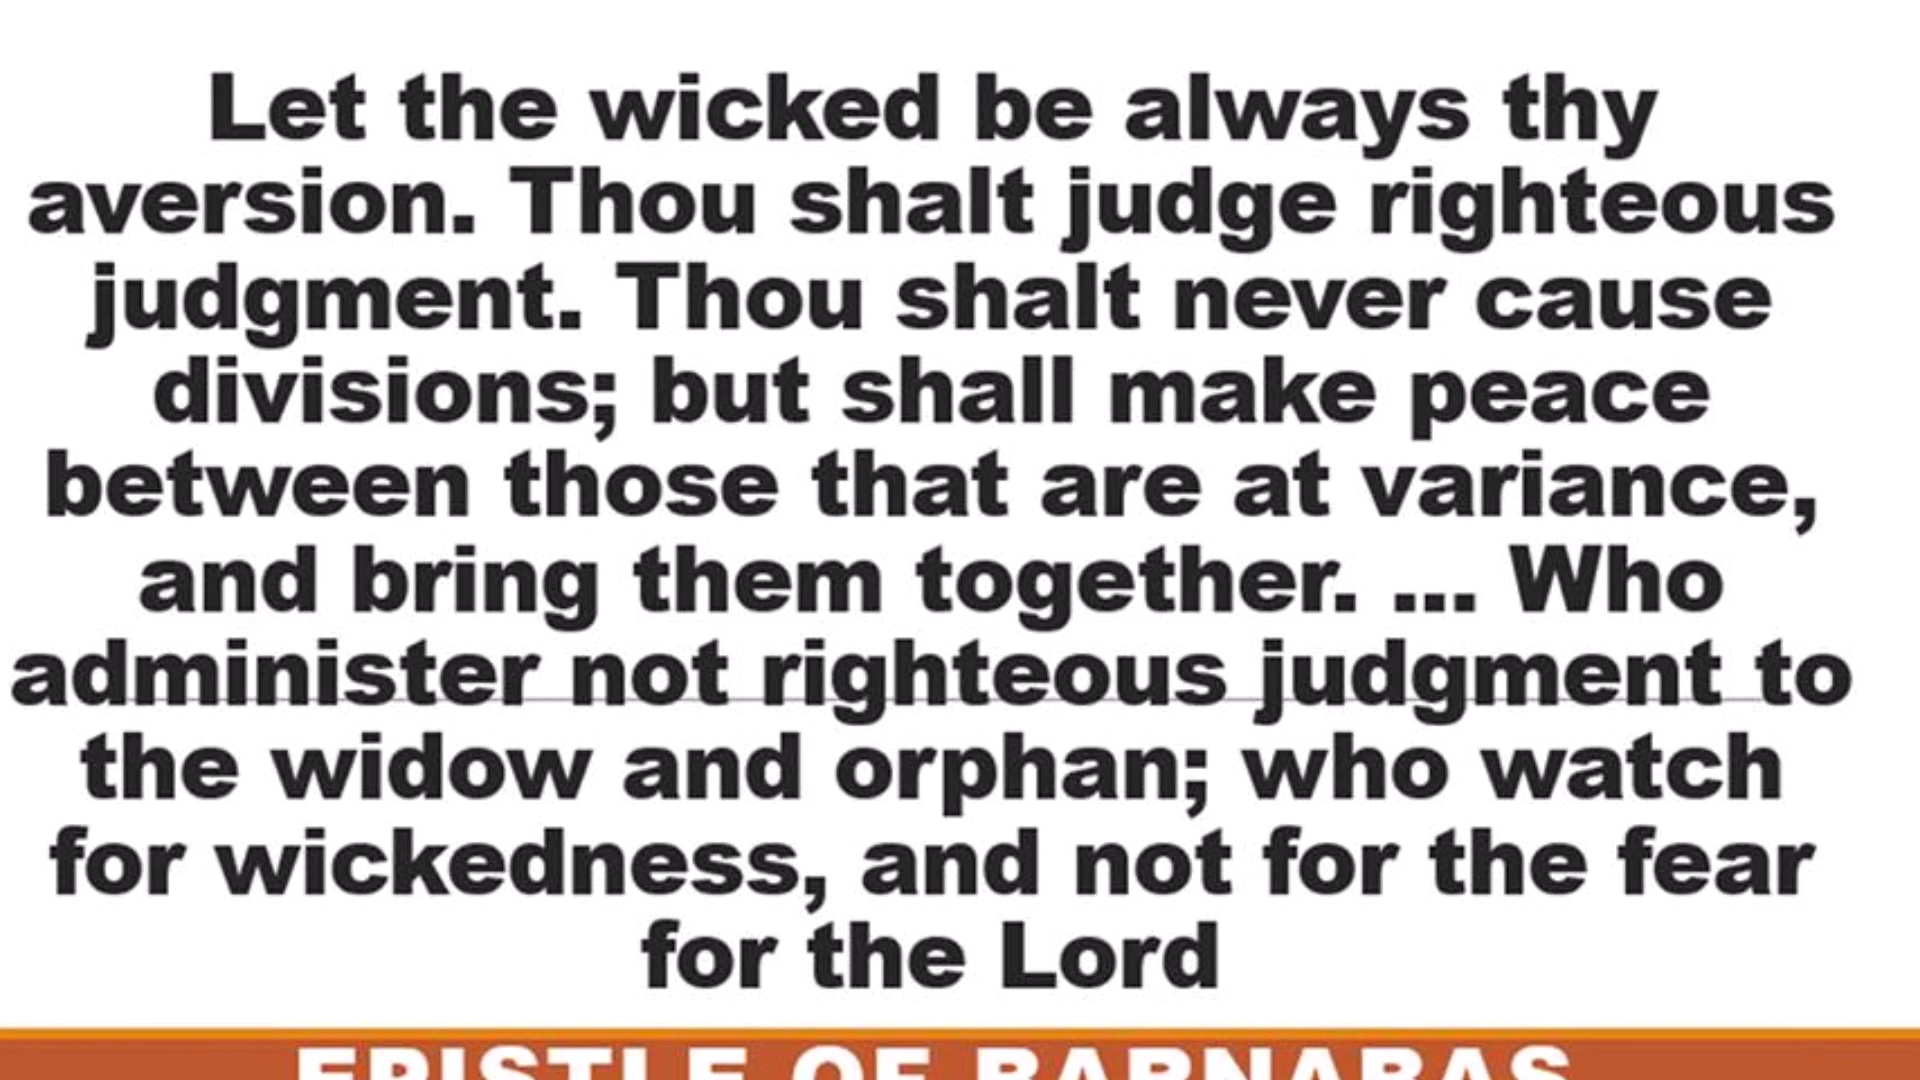 Let the wicked be always thy
aversion. Thou shalt judge righteous
judgment. Thou shalt never cause
divisions; but shall make peace
between those that are at variance,
and bring them together. ... Who
administer not righteous judgment to
the widow and orphan; who watch
for wickedness, and not for the fear
for the Lord
EPISTLE OF BARNABAS